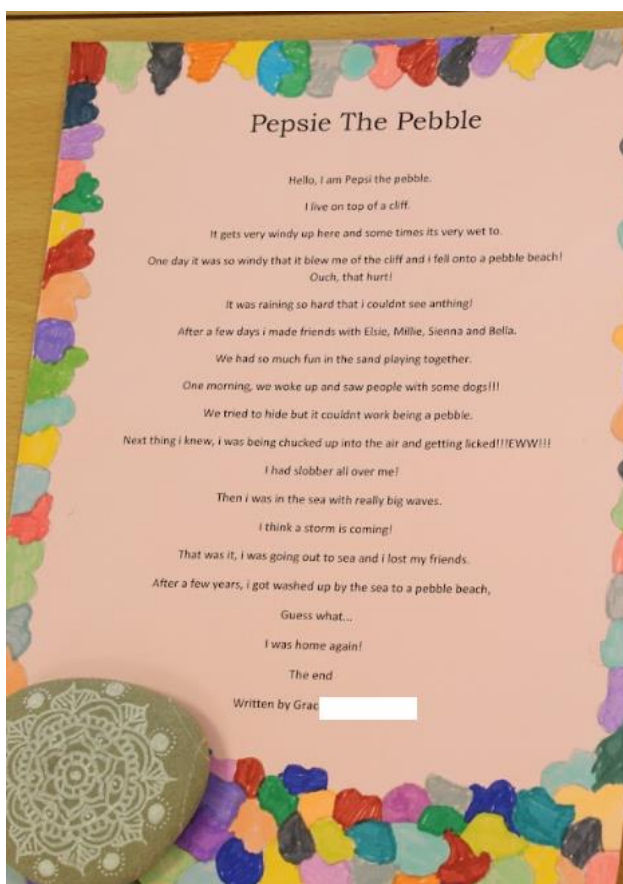 Pepsie The Pebble
Hello, I am Pepsi the pebble.
I live on top of a cliff.
It gets very windy up here and some times its very wet to.
One day it was so windy that it blew me of the cliff and i fell onto a pebble beach!
Ouch, that hurt!
It was raining so hard that i couldnt see anthing!
After a few days i made friends with Elsie, Millie, Sienna and Bella.
We had so much fun in the sand playing together.
One morning, we woke up and saw people with some dogs!!!
We tried to hide but it couldnt work being a pebble.
Next thing i knew, i was being chucked up into the air and getting licked!!!EWW!!!
I had slobber all over me!
Then i was in the sea with really big waves.
I think a storm is coming!
That was it, i was going out to sea and i lost my friends.
After a few years, i got washed up by the sea to a pebble beach,
Guess what...
I was home again!
The end
Written by Grac